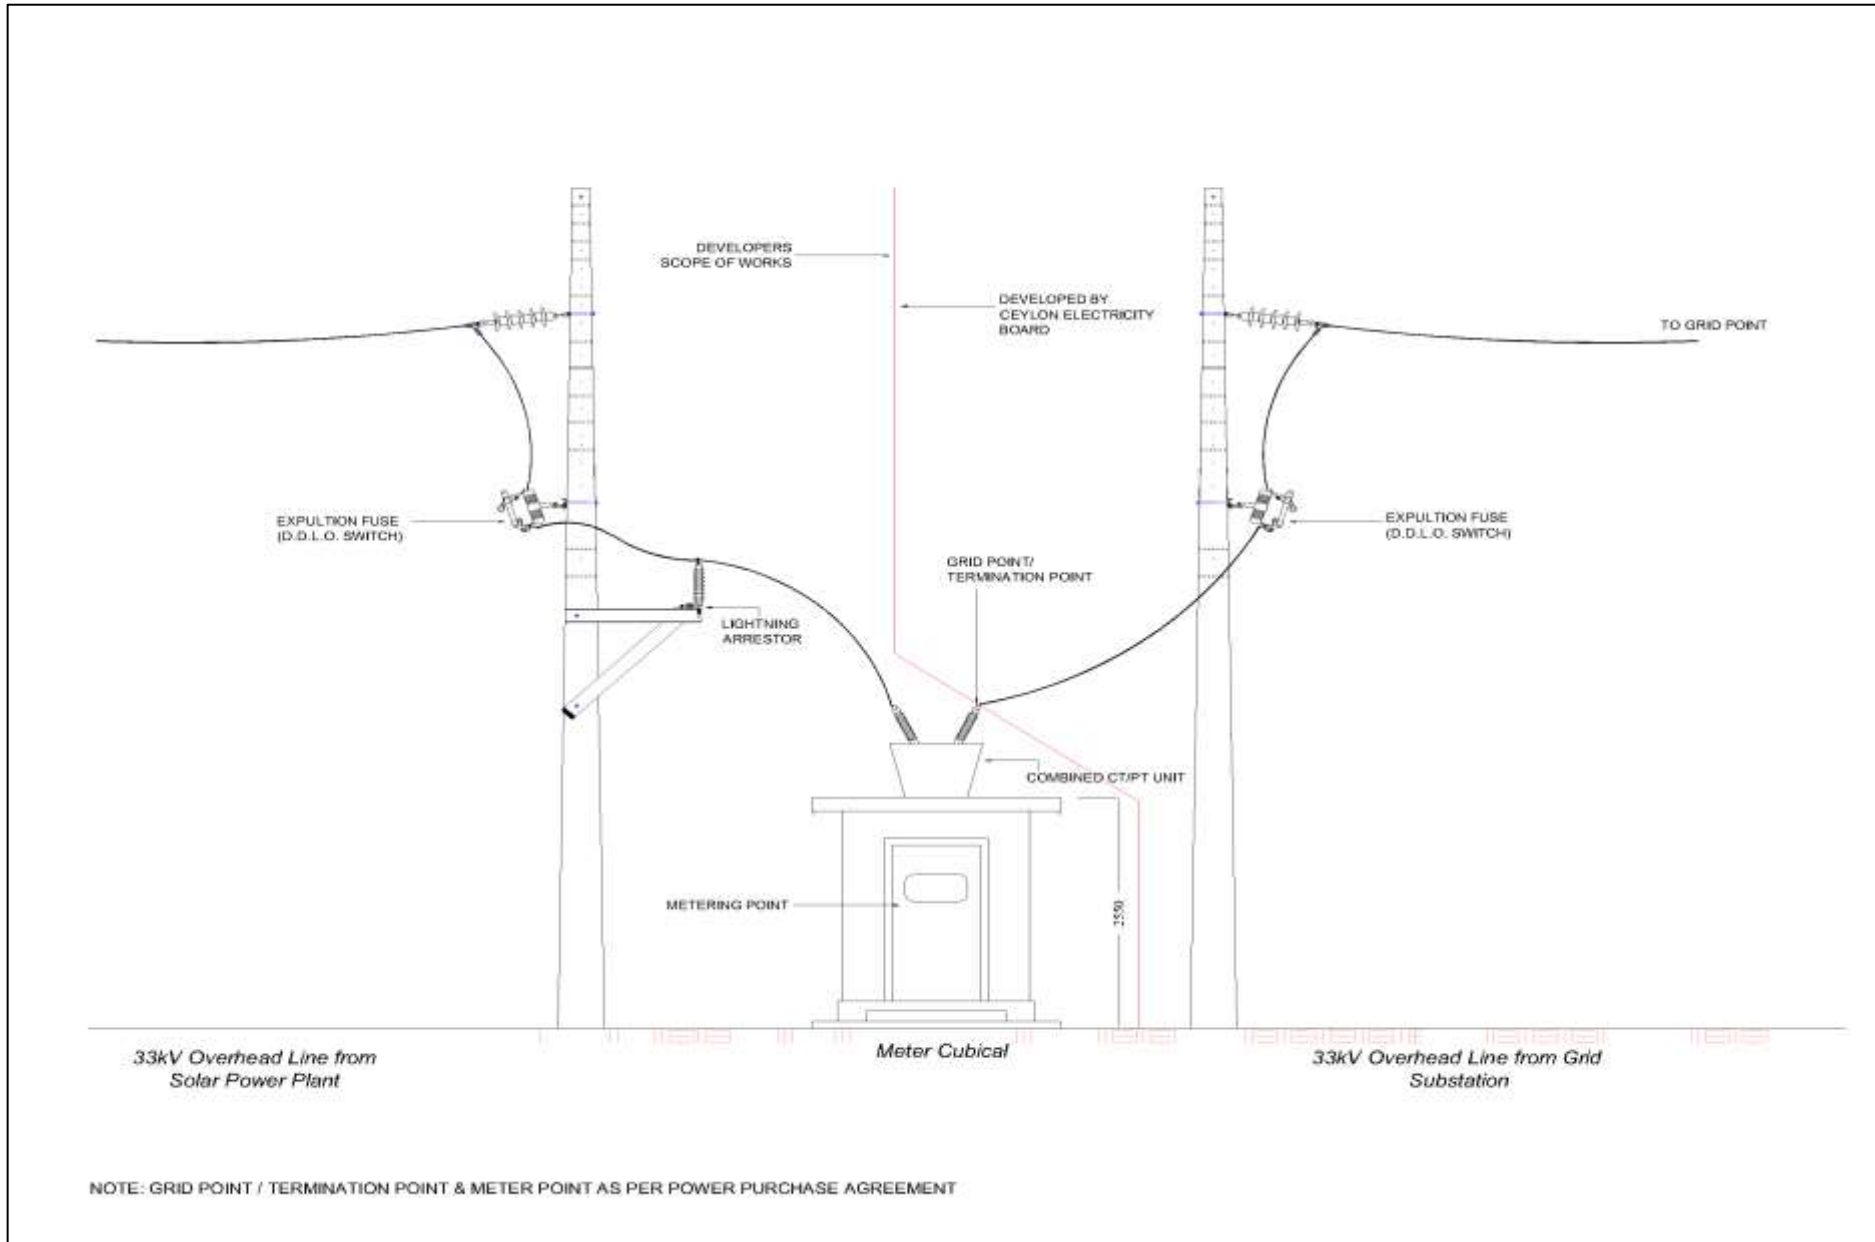 DEVELOPERS
SCOPE OF WORKS
DEVELOPED BY
CEYLON ELECTRICITY
BOARD
TO GRID POINT
EXPULTION FUSE
(D.D.L.O. SWITCH)
EXPULTION FUSE
(D.D.L.O. SWITCH)
GRID POINT/
TERMINATION POINT
LIGHTNING
ARRESTOR
COMBINED CT/PT UNIT
METERING POINT
2550
33kV Overhead Line from
Solar Power Plant
Meter Cubical
33kV Overhead Line from Grid
Substation
NOTE: GRID POINT / TERMINATION POINT & METER POINT AS PER POWER PURCHASE AGREEMENT